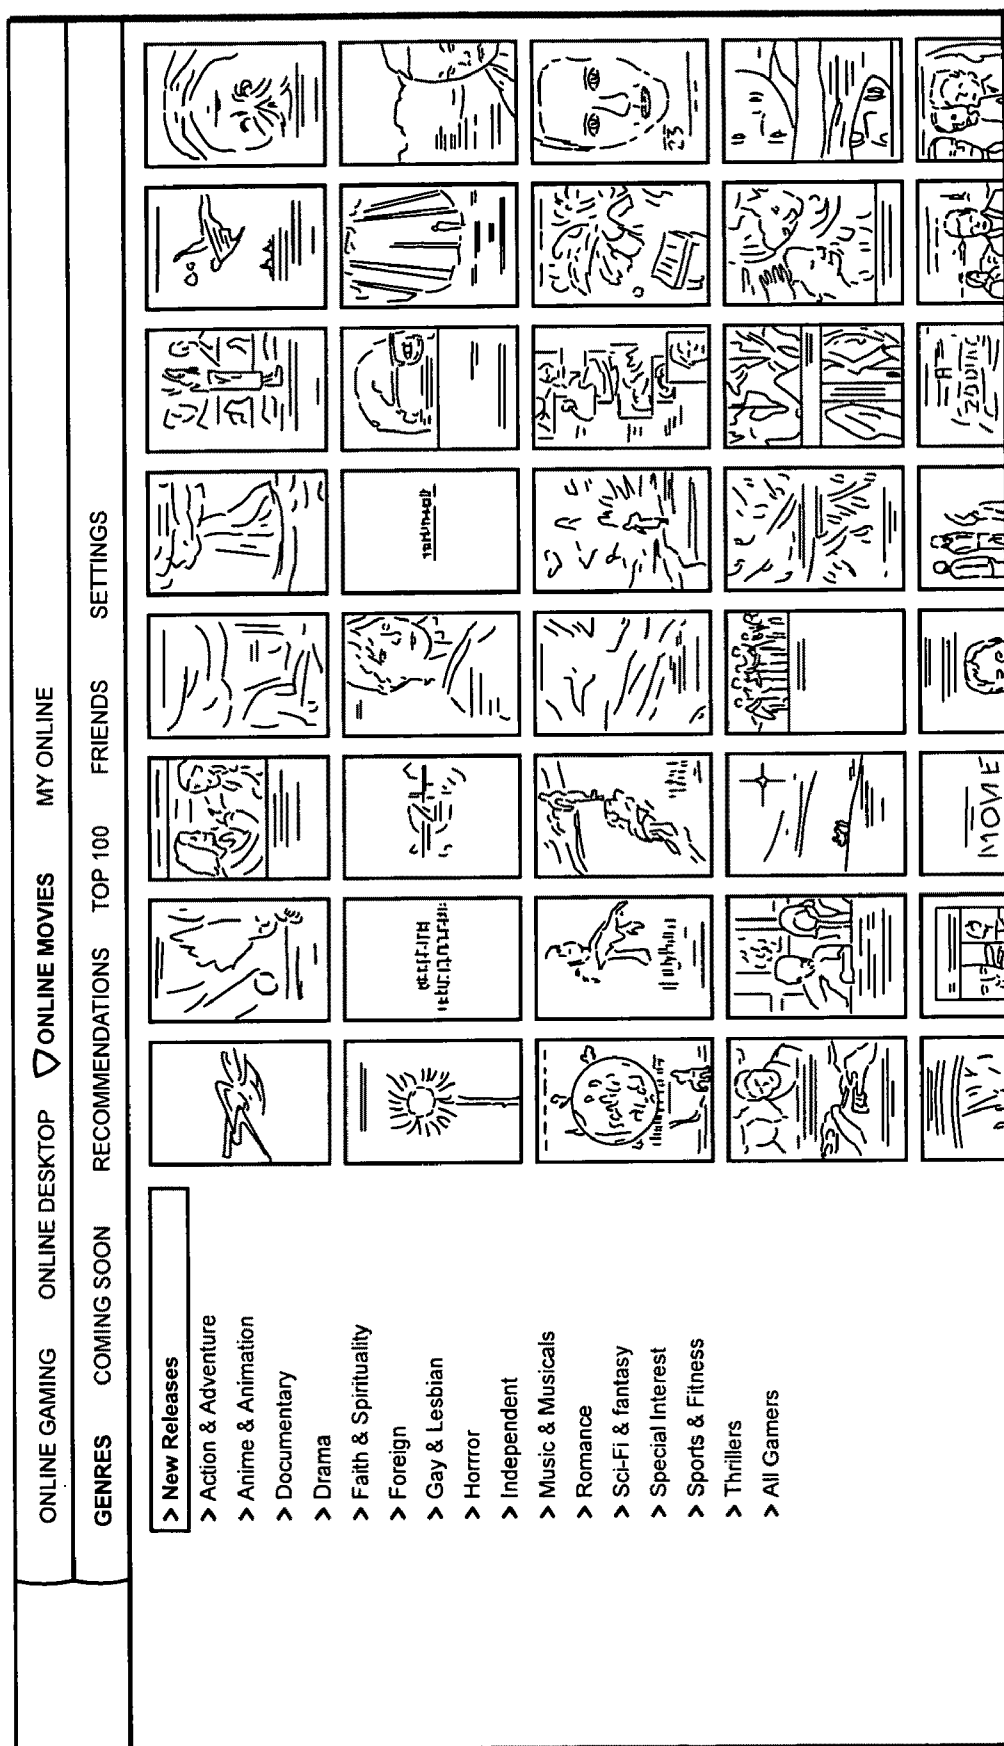 ONLINE GAMING ONLINE DESKTOP ONLINE MOVIES MY ONLINE
GENRES COMING SOON RECOMMENDATIONS TOP 100 FRIENDS SETTINGS
> New Releases
> Action & Adventure
> Anime & Animation
> Documentary
> Drama
> Faith & Spirituality
> Foreign
> Gay & Lesbian
> Horrror
> Independent
> Music & Musicals
> Romance
> Sci-Fi & fantasy
> Special Interest
> Sports & Fitness
> Thrillers
> All Gamers
23
MOVIE
A
ZODIC